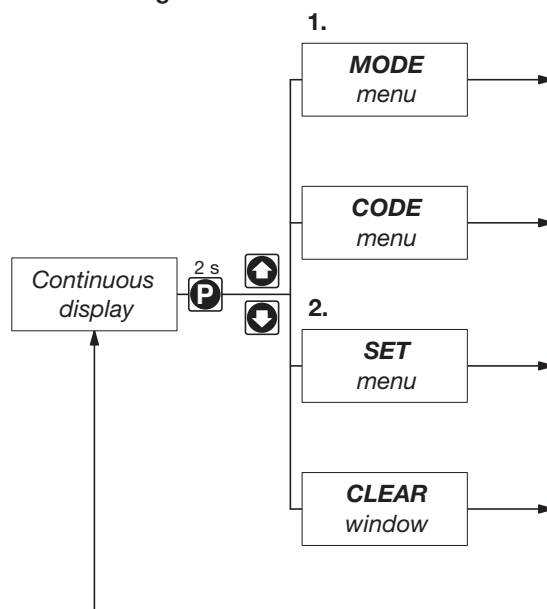 1.
MODE
menu
CODE
menu
Continuous
display
2 s
P
2.
SET
menu
CLEAR
window